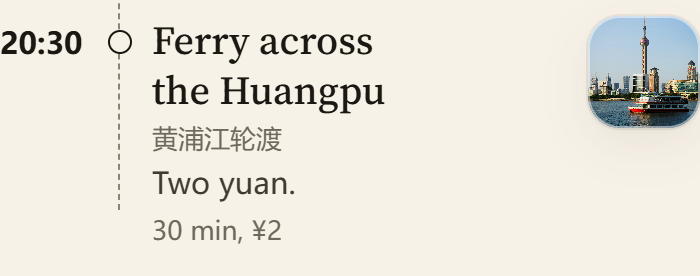 20:30
Ferry across
the Huangpu
黄浦江轮渡
Two yuan.
30 min, ¥2